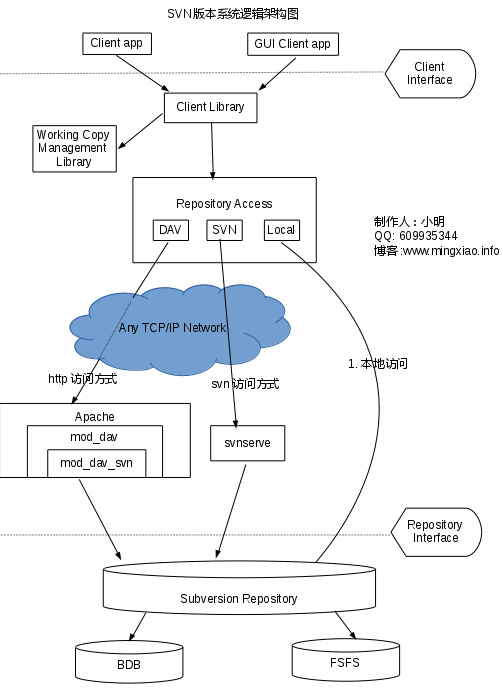 SVN版本系统逻辑架构图
Client app
GUI Client app
Client
Interface
Client Library
Working Copy
Management
Library
Repository Access
DAV
SVN
Local
制作人：小明
QQ: 609935344
博客:www.mingxiao.info
Any TCP/IP Network
http 访问方式
svn 访问方式
1. 本地访问
Apache
mod_dav
mod_dav_svn
svnserve
Repository
Interface
Subversion Repository
BDB
FSFS